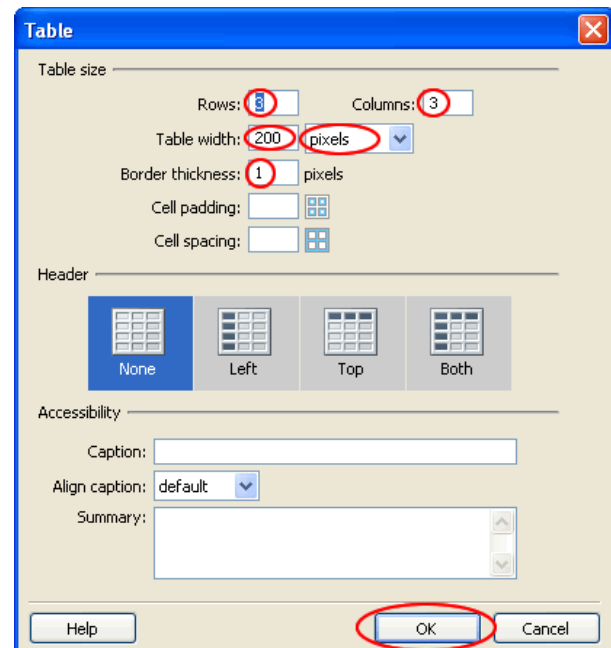 Table
Table size
Rows: 3 Columns: 3
Table width: 200 pixels
Border thickness: 1 pixels
Cell padding:
Cell spacing:
Header
None Left Top Both
Accessibility
Caption:
Align caption: default
Summary:
Help OK Cancel